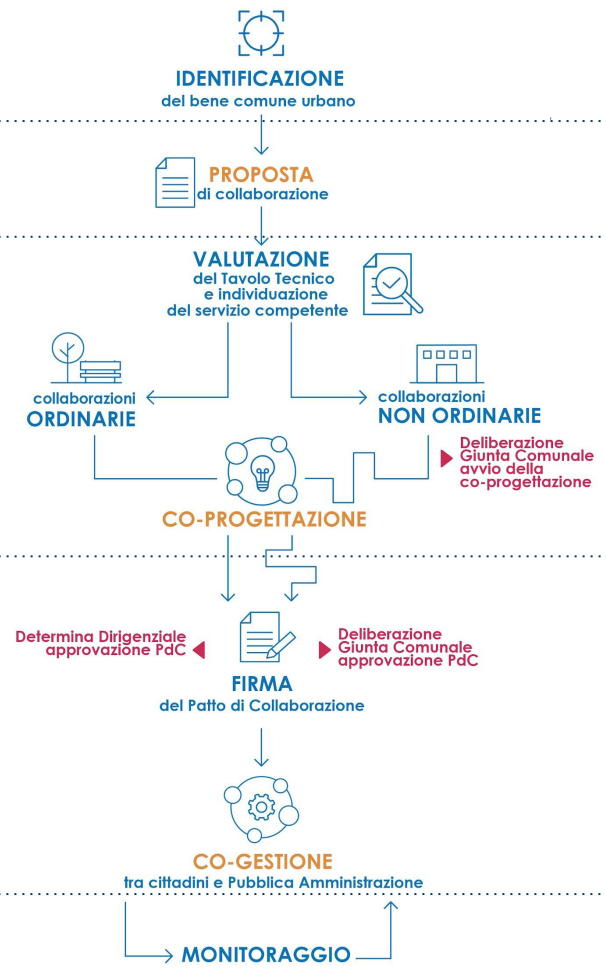 IDENTIFICAZIONE
del bene comune urbano
PROPOSTA
di collaborazione
VALUTAZIONE
del Tavolo Tecnico
e individuazione
del servizio competente
collaborazioni
ORDINARIE
collaborazioni
NON ORDINARIE
Deliberazione
Giunta Comunale
avvio della
co-progettazione
CO-PROGETTAZIONE
Determina Dirigenziale
approvazione PdC
Deliberazione
Giunta Comunale
approvazione PdC
FIRMA
del Patto di Collaborazione
CO-GESTIONE
tra cittadini e Pubblica Amministrazione
MONITORAGGIO